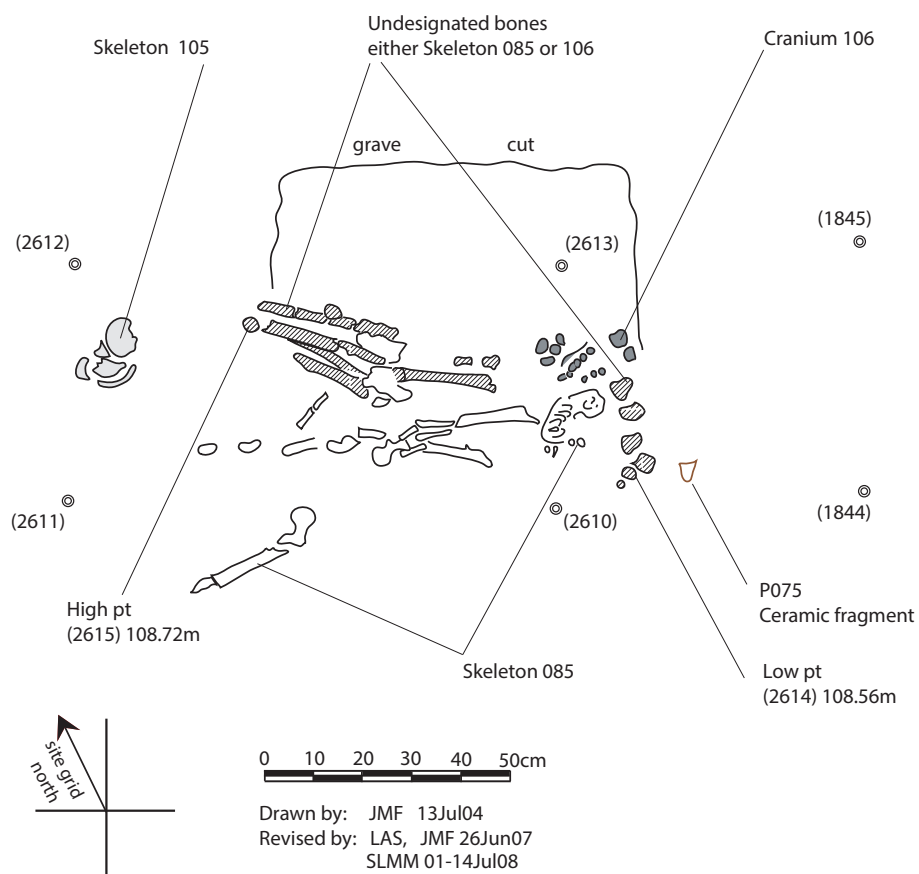 Undesignated bones
either Skeleton 085 or 106
Skeleton 105
Cranium 106
grave cut
(2612)
(2613)
(1845)
(2611)
(2610)
(1844)
High pt
(2615) 108.72m
P075
Ceramic fragment
Skeleton 085
Low pt
(2614) 108.56m
site grid
north
0 10 20 30 40 50cm
Drawn by: JMF 13Jul04
Revised by: LAS, JMF 26Jun07
SLMM 01-14Jul08